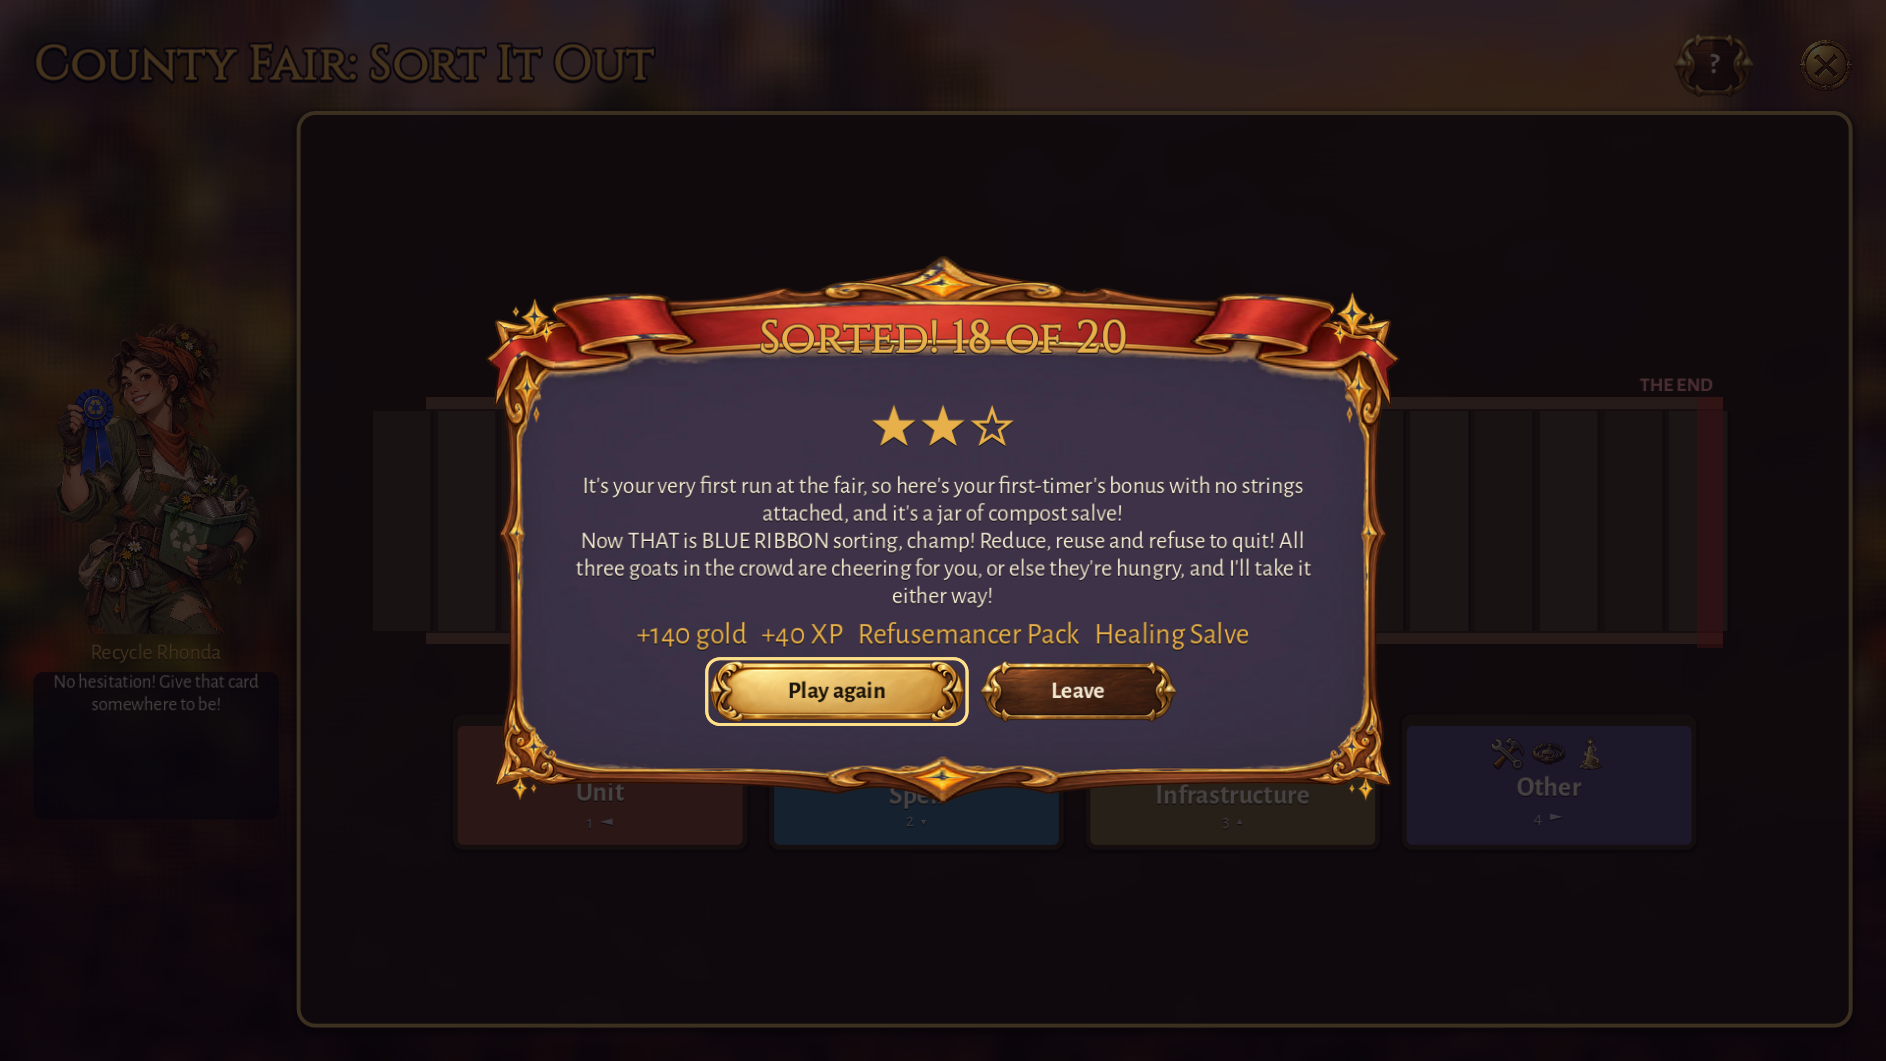 County Fair: Sort It Out
?
Sorted! 18 of 20
THE END
It's your very first run at the fair, so here's your first-timer's bonus with no strings
attached, and it's a jar of compost salve!
Now THAT is BLUE RIBBON sorting, champ! Reduce, reuse and refuse to quit! All
three goats in the crowd are cheering for you, or else they're hungry, and I'll take it
either way!
+140 gold +40 XP Refusemancer Pack Healing Salve
Play again
Leave
Recycle Rhonda
No hesitation! Give that card
somewhere to be!
Unit
1
Spell
2
Infrastructure
3
Other
4